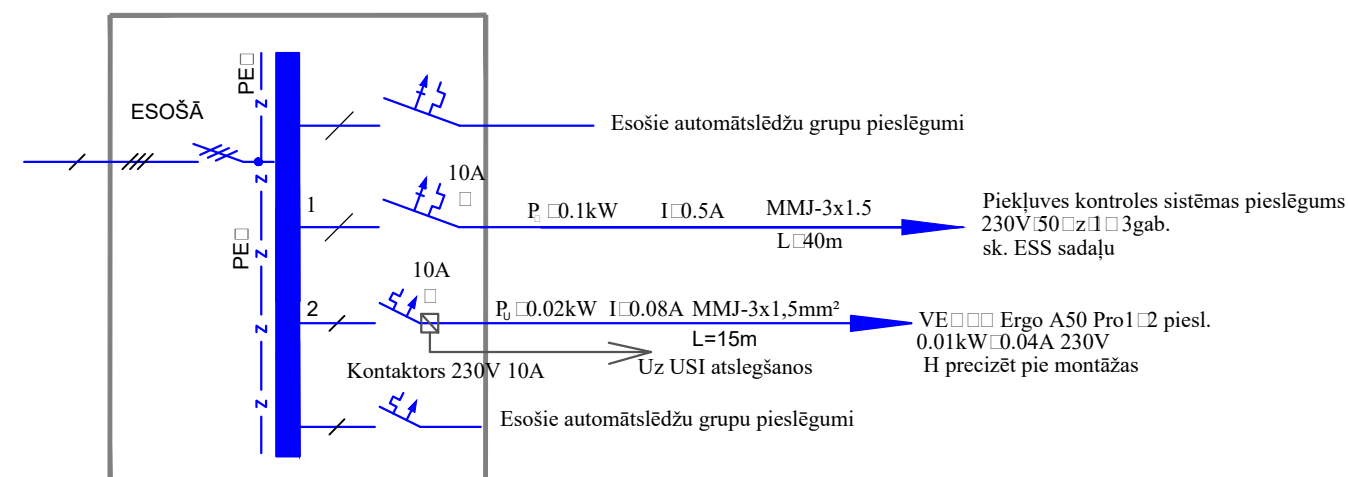 PE□
ESOŠĀ
Esošie automātslēdžu grupu pieslēgumi
10A
□
1
P□ □0.1kW I□0.5A MMJ-3x1.5
L□40m
Piekļuves kontroles sistēmas pieslēgums
230V□50□z□1□3gab.
sk. ESS sadaļu
PE□
10A
□
2
PU□0.02kW I□0.08A MMJ-3x1,5mm²
L=15m
VE□□□ Ergo A50 Pro1□2 piesl.
0.01kW□0.04A 230V
H precizēt pie montāžas
Kontaktors 230V 10A
Uz USI atslegšanos
Esošie automātslēdžu grupu pieslēgumi